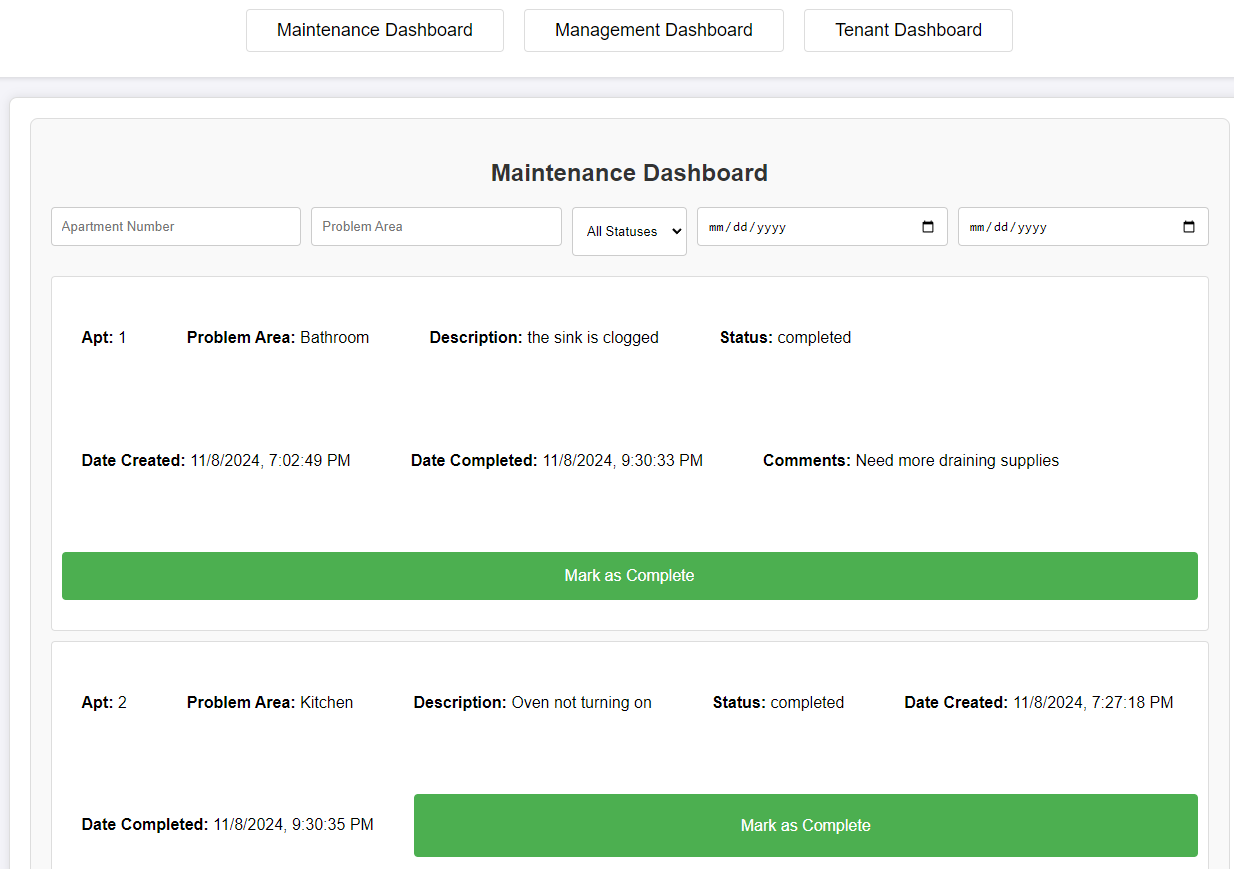 Maintenance Dashboard Management Dashboard Tenant Dashboard
Maintenance Dashboard
Apartment Number Problem Area All Statuses mm/dd/yyyy mm/dd/yyyy
Apt: 1 Problem Area: Bathroom Description: the sink is clogged Status: completed
Date Created: 11/8/2024, 7:02:49 PM Date Completed: 11/8/2024, 9:30:33 PM Comments: Need more draining supplies
Mark as Complete
Apt: 2 Problem Area: Kitchen Description: Oven not turning on Status: completed Date Created: 11/8/2024, 7:27:18 PM
Date Completed: 11/8/2024, 9:30:35 PM Mark as Complete